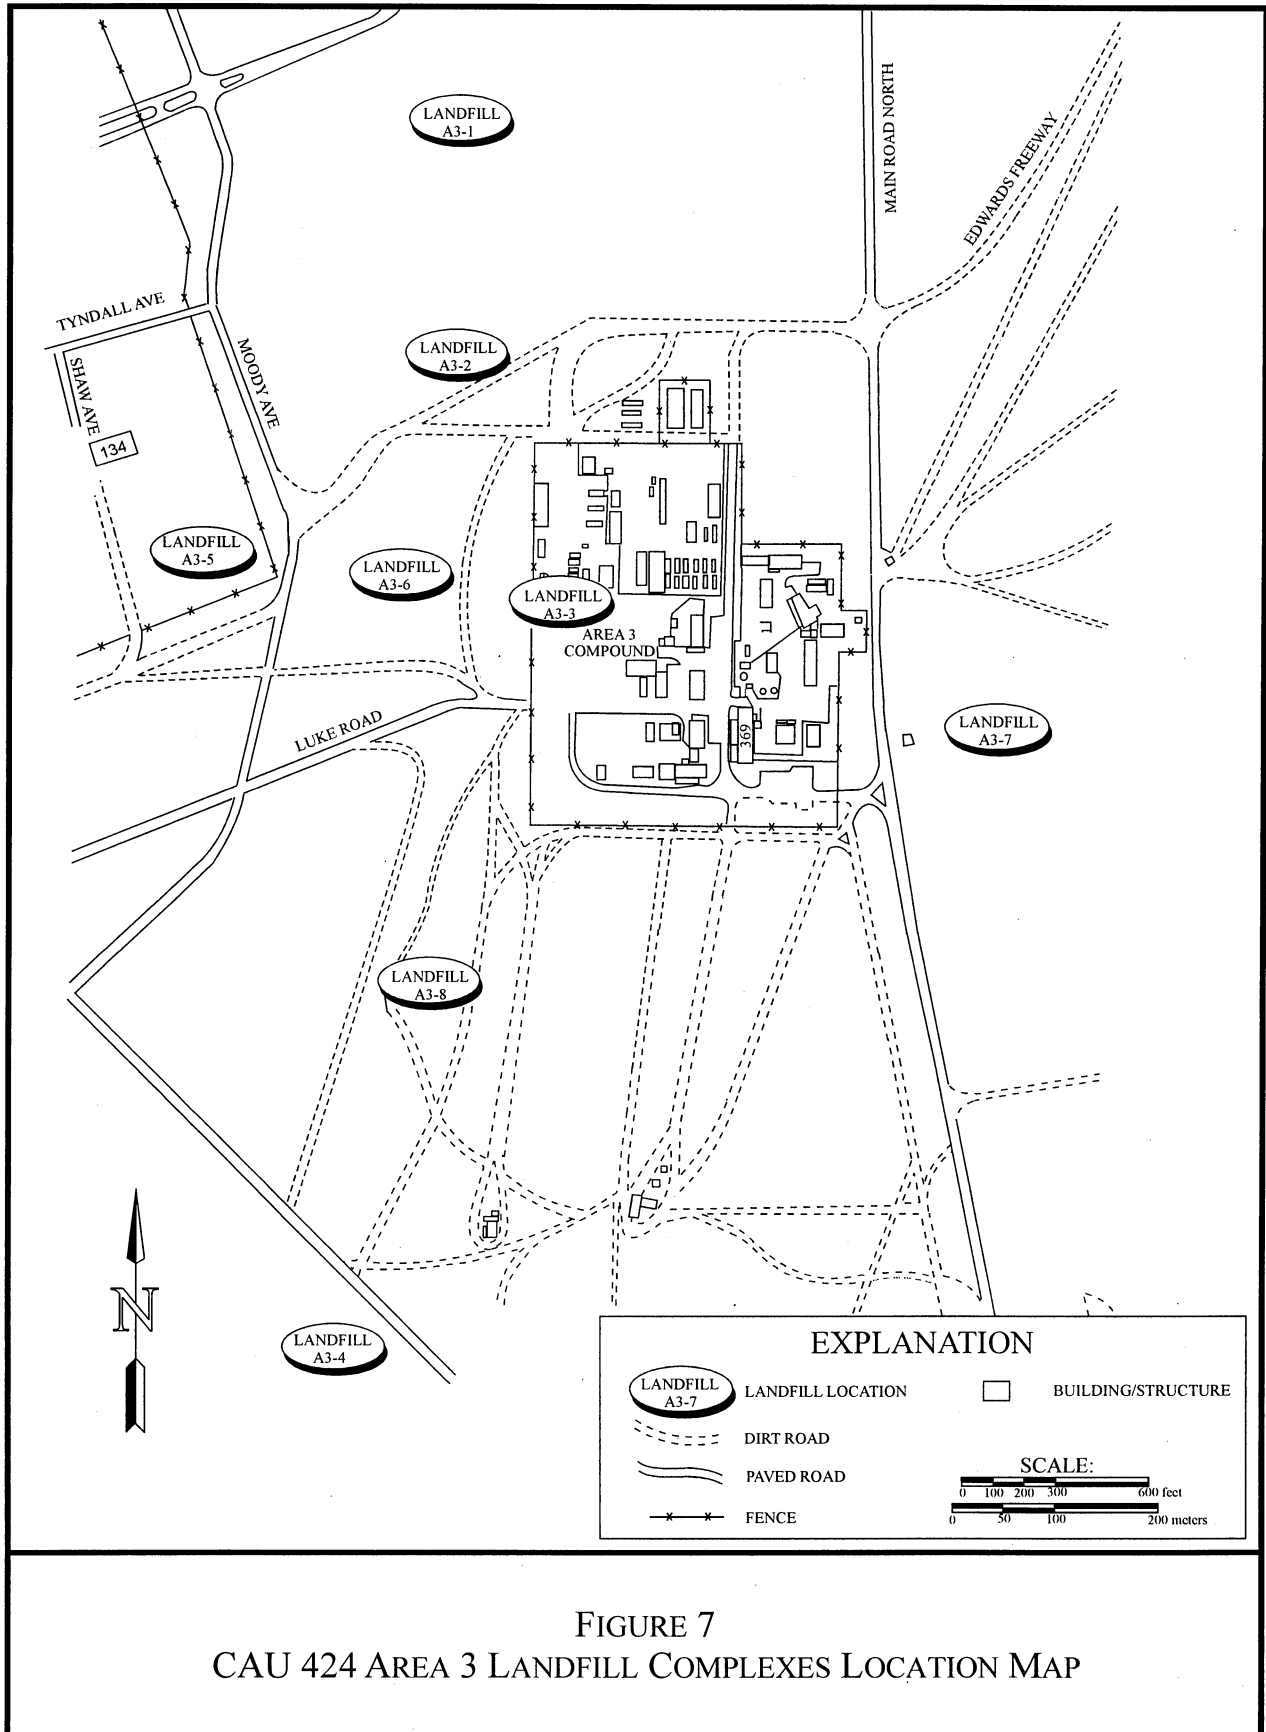 LANDFILL
A3-1
MAIN ROAD NORTH
EDWARDS FREEWAY
TYNDALL AVE
SHAW AVE
MOODY AVE
134
LANDFILL
A3-2
LANDFILL
A3-5
LANDFILL
A3-6
LANDFILL
A3-3
AREA 3
COMPOUND
LUKE ROAD
369
LANDFILL
A3-7
LANDFILL
A3-8
N
LANDFILL
A3-4
EXPLANATION
LANDFILL
A3-7
LANDFILL LOCATION
BUILDING/STRUCTURE
DIRT ROAD
PAVED ROAD
FENCE
SCALE:
0 100 200 300 600 feet
0 50 100 200 meters
FIGURE 7
CAU 424 AREA 3 LANDFILL COMPLEXES LOCATION MAP